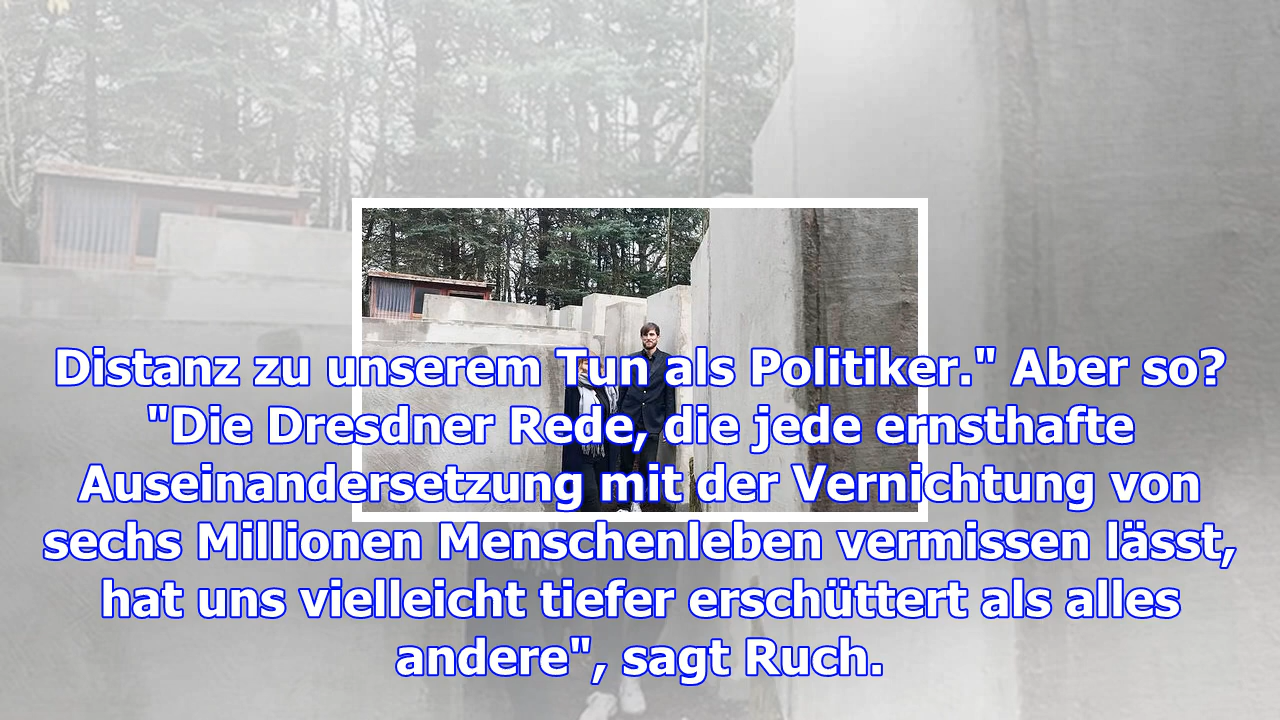 Distanz zu unserem Tun als Politiker." Aber so?
"Die Dresdner Rede, die jede ernsthafte
Auseinandersetzung mit der Vernichtung von
sechs Millionen Menschenleben vermissen lässt,
hat uns vielleicht tiefer erschüttert als alles
andere", sagt Ruch.